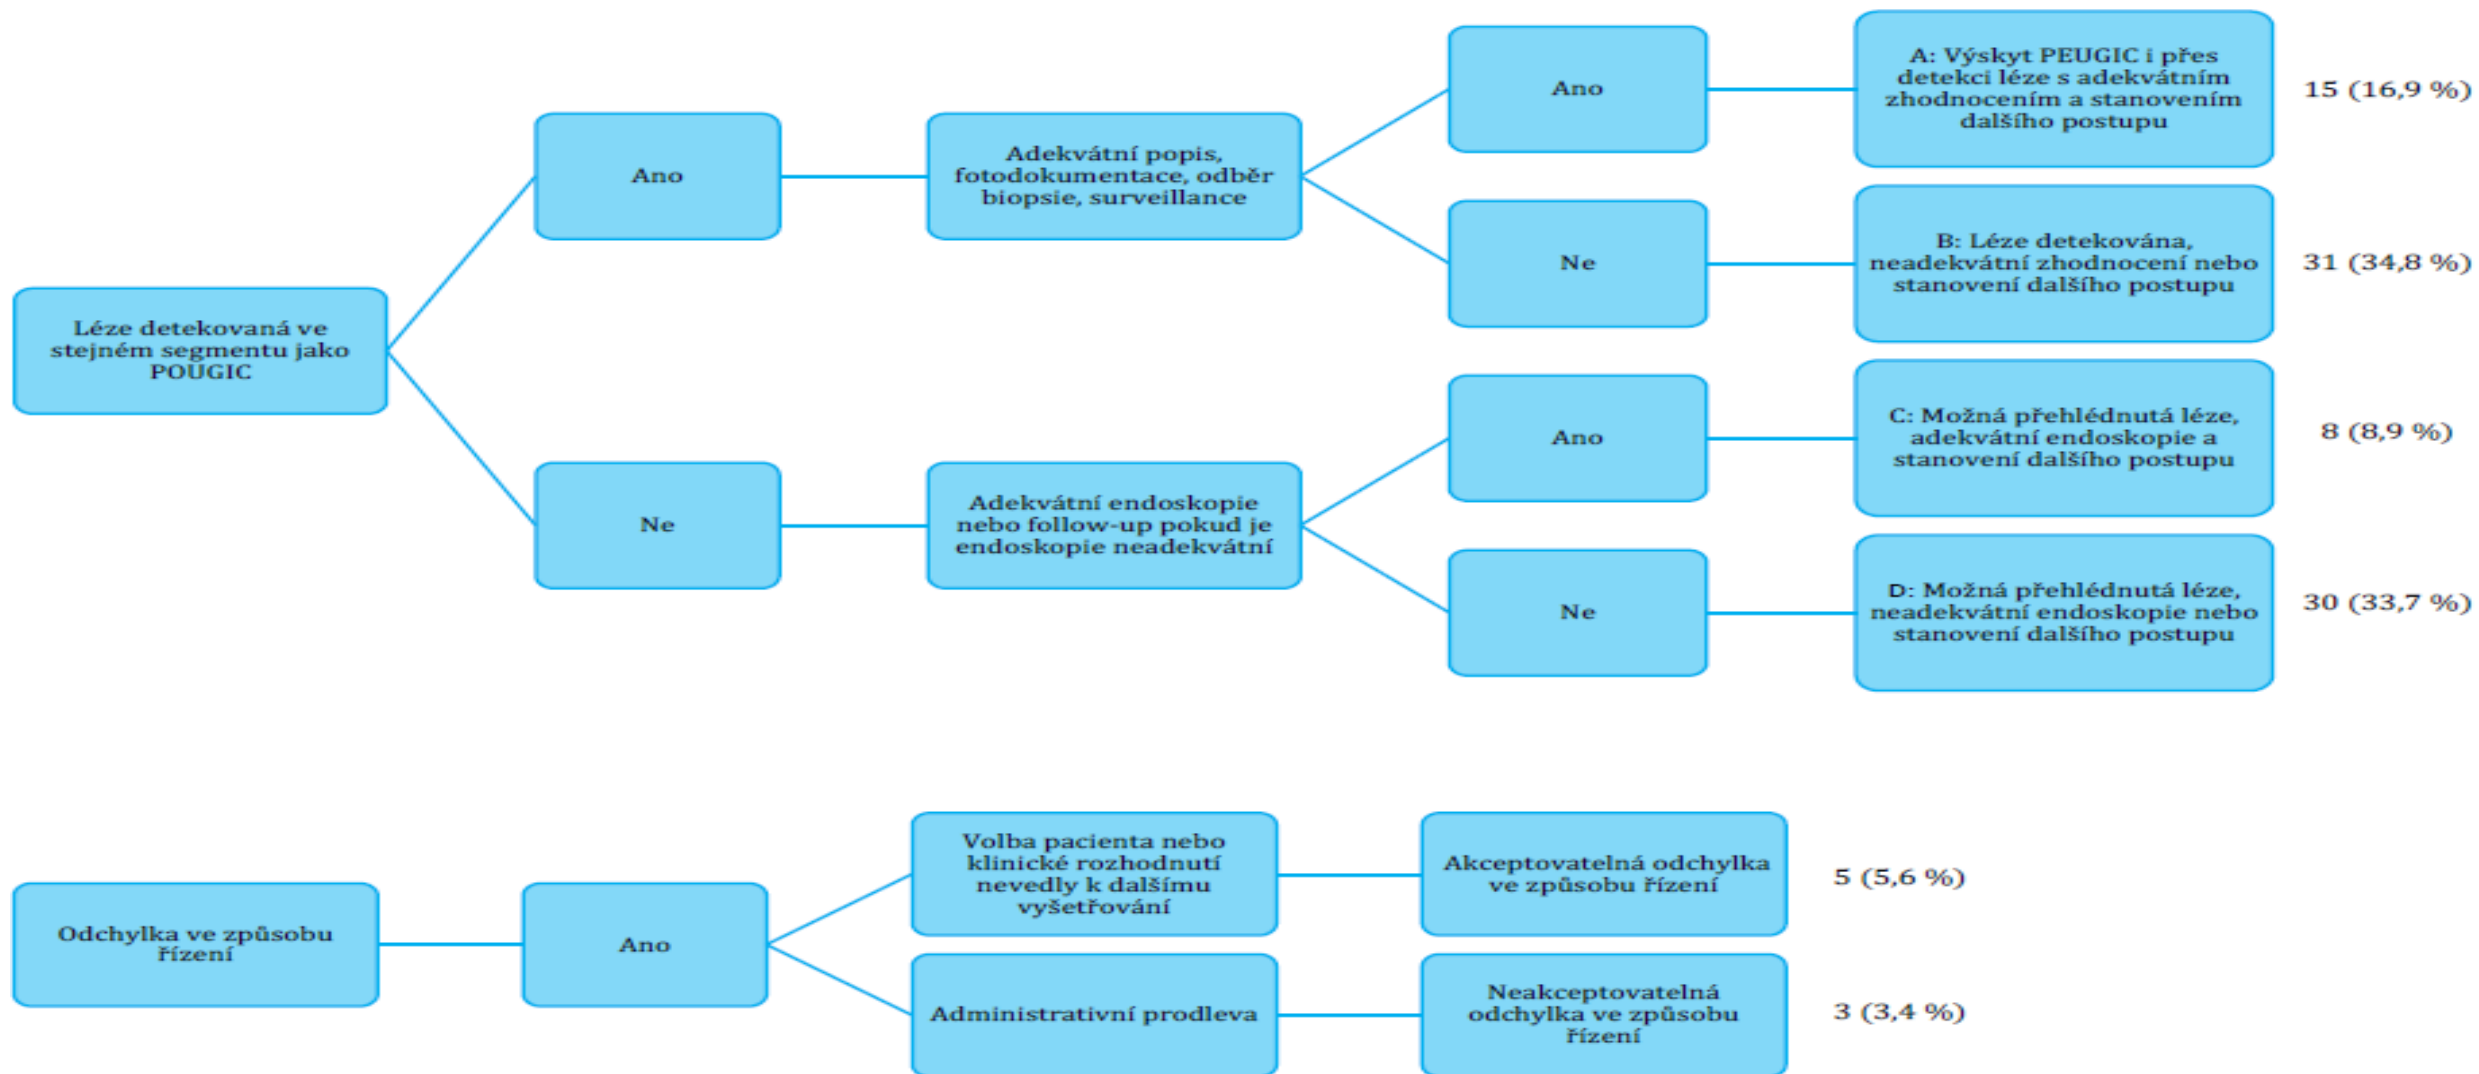 Léze detekovaná ve
stejném segmentu jako
POUGIC
Ano
Adekvátní popis,
fotodokumentace, odběr
biopsie, surveillance
Ano
A: Výskyt PEUGIC i přes
detekci léze s adekvátním
zhodnocením a stanovením
dalšího postupu
15 (16,9 %)
Ne
B: Léze detekována,
neadekvátní zhodnocení nebo
stanovení dalšího postupu
31 (34,8 %)
Ne
Adekvátní endoskopie
nebo follow-up pokud je
endoskopie neadekvátní
Ano
C: Možná přehlédnutá léze,
adekvátní endoskopie a
stanovení dalšího postupu
8 (8,9 %)
Ne
D: Možná přehlédnutá léze,
neadekvátní endoskopie nebo
stanovení dalšího postupu
30 (33,7 %)
Odchylka ve způsobu
řízení
Ano
Volba pacienta nebo
klinické rozhodnutí
nevedly k dalšímu
vyšetřování
Akceptovatelná odchylka
ve způsobu řízení
5 (5,6 %)
Administrativní prodleva
Neakceptovatelná
odchylka ve způsobu
řízení
3 (3,4 %)